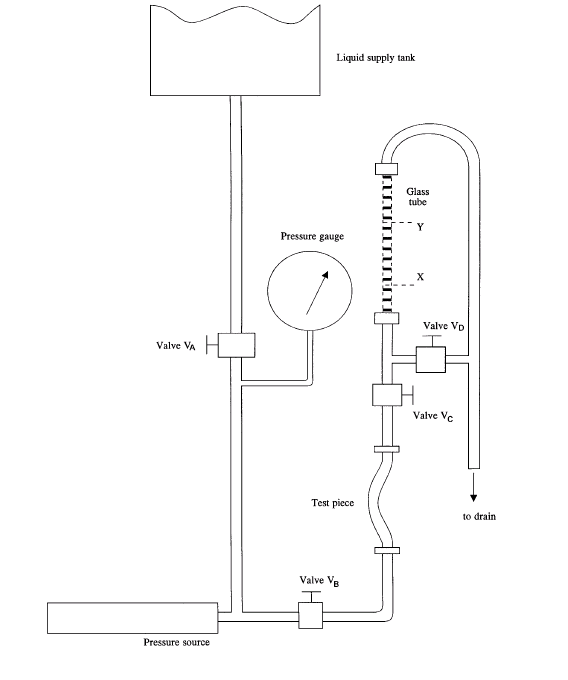 Liquid supply tank
Glass
tube
Y
Pressure gauge
X
Valve VD
Valve VA
Valve VC
Test piece
to drain
Valve VB
Pressure source